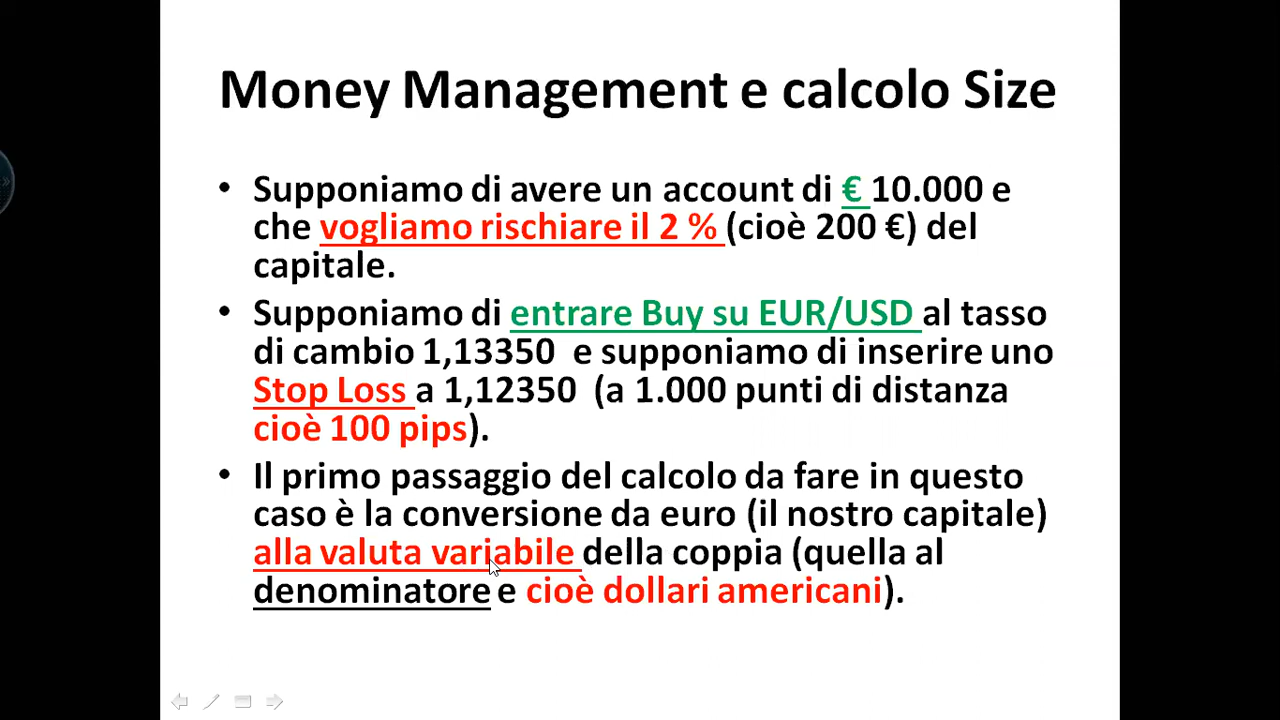 Money Management e calcolo Size
• Supponiamo di avere un account di € 10.000 e
che vogliamo rischiare il 2 % (cioè 200 €) del
capitale.
• Supponiamo di entrare Buy su EUR/USD al tasso
di cambio 1,13350 e supponiamo di inserire uno
Stop Loss a 1,12350 (a 1.000 punti di distanza
cioè 100 pips).
• Il primo passaggio del calcolo da fare in questo
caso è la conversione da euro (il nostro capitale)
alla valuta variabile della coppia (quella al
denominatore e cioè dollari americani).